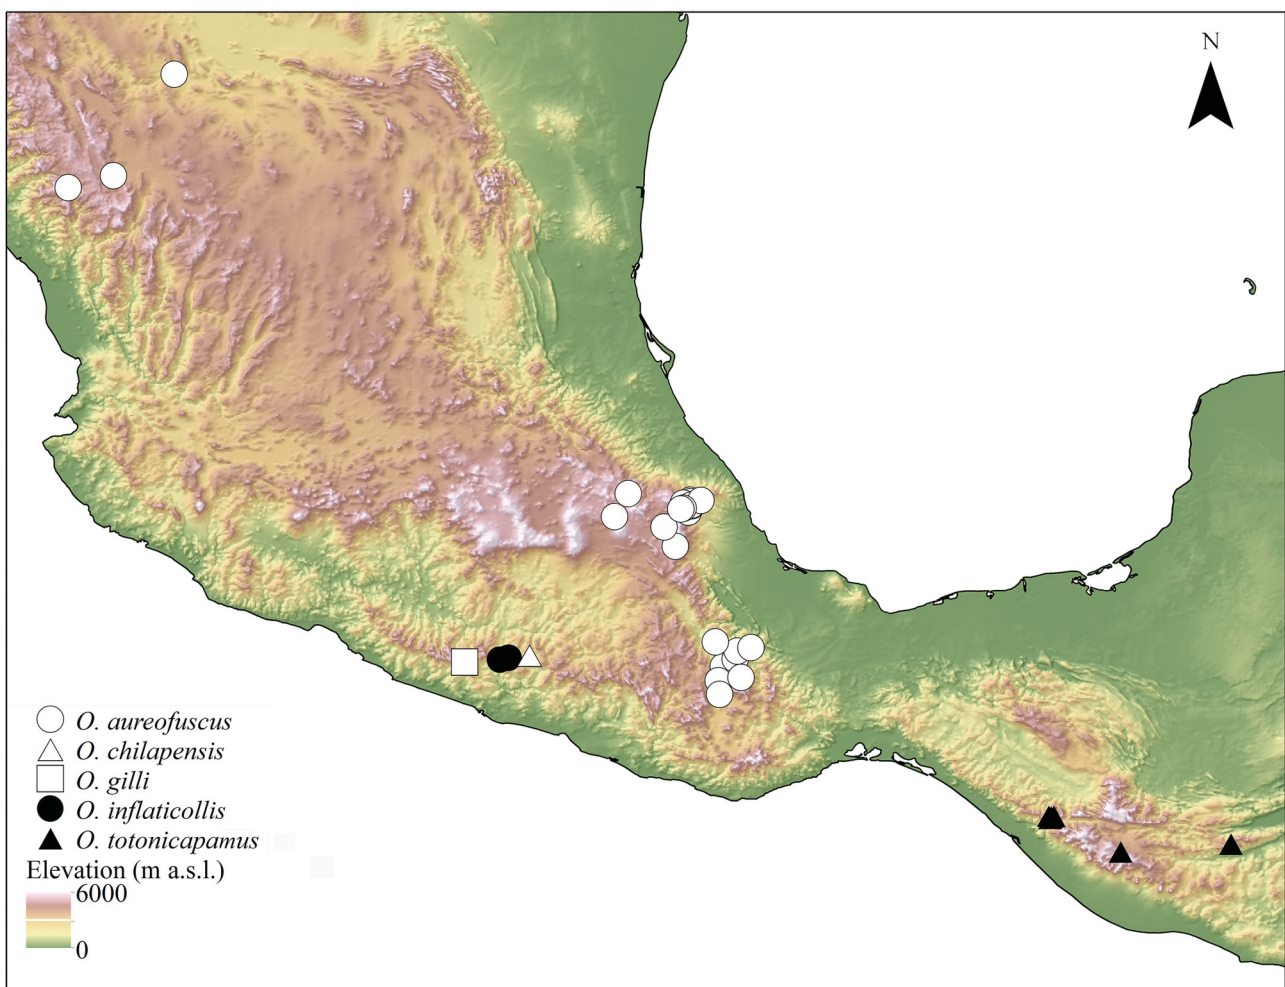 N
O. aureofuscus
O. chilapensis
O. gilli
O. inflaticollis
O. totonicapamus
Elevation (m a.s.l.)
6000
0